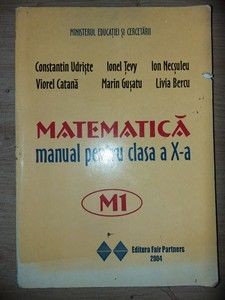 MINISTERUL EDUCAȚIEI ȘI CERCETĂRII
Constantin Udriște Ionel Țevy Ion Necșuleu
Viorel Catană Marin Gușatu Livia Bercu
MATEMATICĂ
manual pentru clasa a X-a
M1
Editura Fair Partners
2004